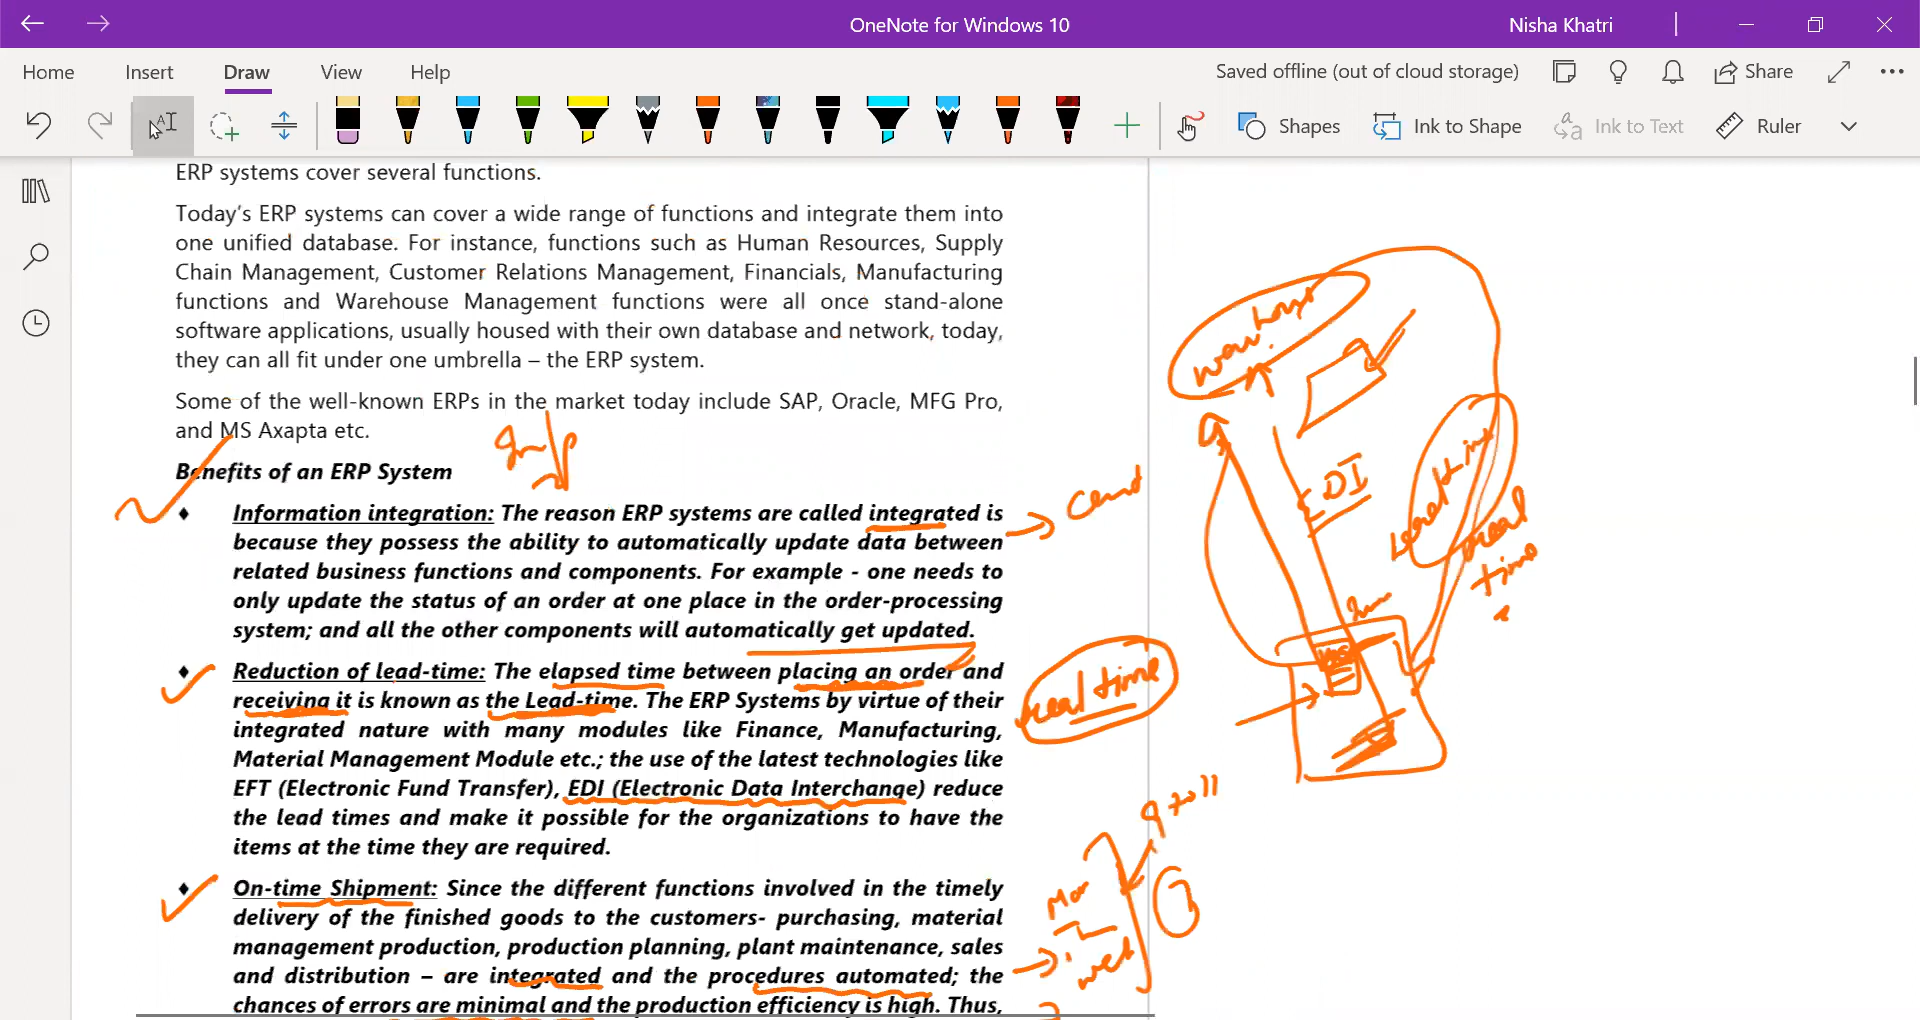 OneNote for Windows 10
Nisha Khatri
Home Insert Draw View Help
Saved offline (out of cloud storage) Share
Shapes Ink to Shape Ink to Text Ruler
ERP systems cover several functions.
Today's ERP systems can cover a wide range of functions and integrate them into
one unified database. For instance, functions such as Human Resources, Supply
Chain Management, Customer Relations Management, Financials, Manufacturing
functions and Warehouse Management functions were all once stand-alone
software applications, usually housed with their own database and network, today,
they can all fit under one umbrella – the ERP system.
Some of the well-known ERPs in the market today include SAP, Oracle, MFG Pro,
and MS Axapta etc.
Benefits of an ERP System
♦ Information integration: The reason ERP systems are called integrated is
because they possess the ability to automatically update data between
related business functions and components. For example - one needs to
only update the status of an order at one place in the order-processing
system; and all the other components will automatically get updated.
♦ Reduction of lead-time: The elapsed time between placing an order and
receiving it is known as the Lead-time. The ERP Systems by virtue of their
integrated nature with many modules like Finance, Manufacturing,
Material Management Module etc.; the use of the latest technologies like
EFT (Electronic Fund Transfer), EDI (Electronic Data Interchange) reduce
the lead times and make it possible for the organizations to have the
items at the time they are required.
♦ On-time Shipment: Since the different functions involved in the timely
delivery of the finished goods to the customers- purchasing, material
management production, production planning, plant maintenance, sales
and distribution – are integrated and the procedures automated; the
chances of errors are minimal and the production efficiency is high. Thus,
real time
EDI
Lead time
real
time